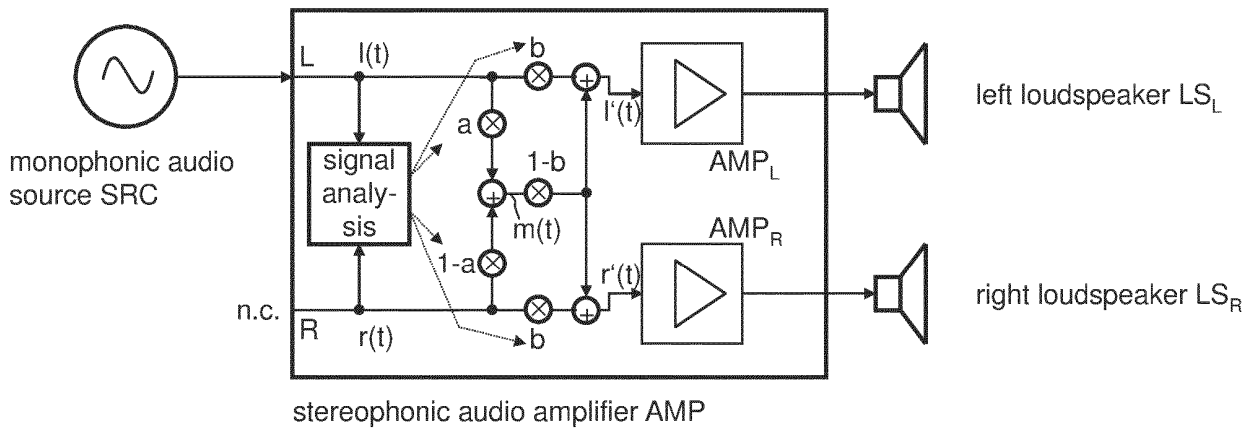 L
l(t)
b
left loudspeaker LS_L
l‘(t)
a
monophonic audio
source SRC
signal
analy-
sis
1-b
AMP_L
m(t)
AMP_R
1-a
r‘(t)
right loudspeaker LS_R
n.c.
R
r(t)
b
stereophonic audio amplifier AMP